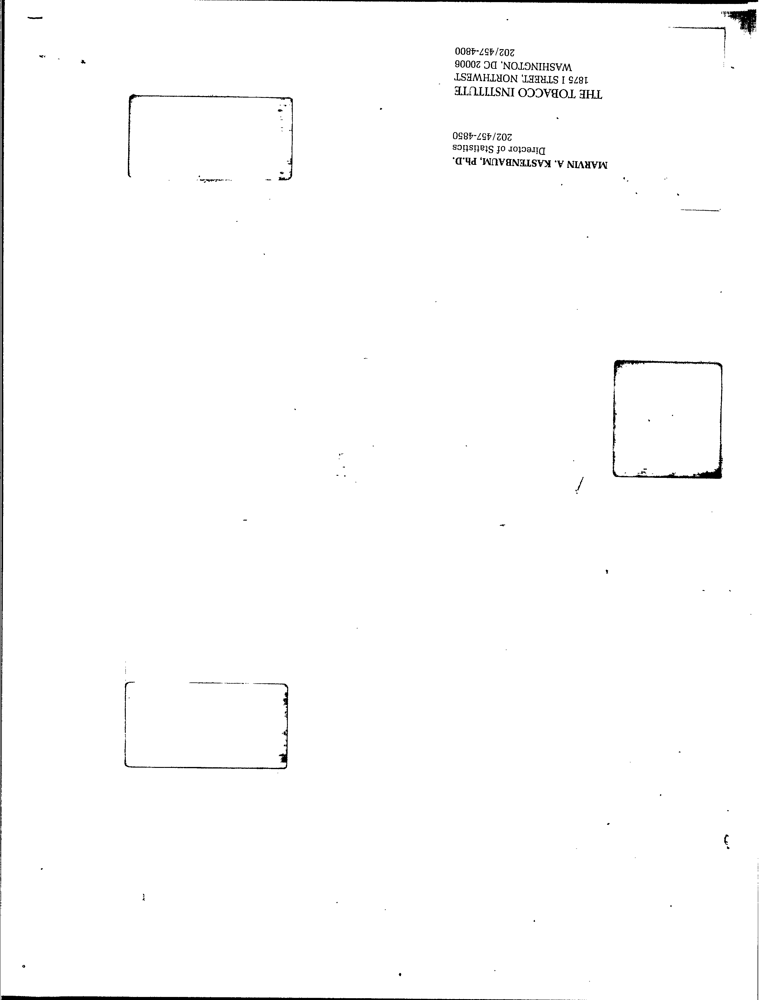 MARVIN A. KASTENBAUM, Ph.D.
Director of Statistics
202/457-4850
THE TOBACCO INSTITUTE
1875 I STREET, NORTHWEST
WASHINGTON, DC 20006
202/457-4800